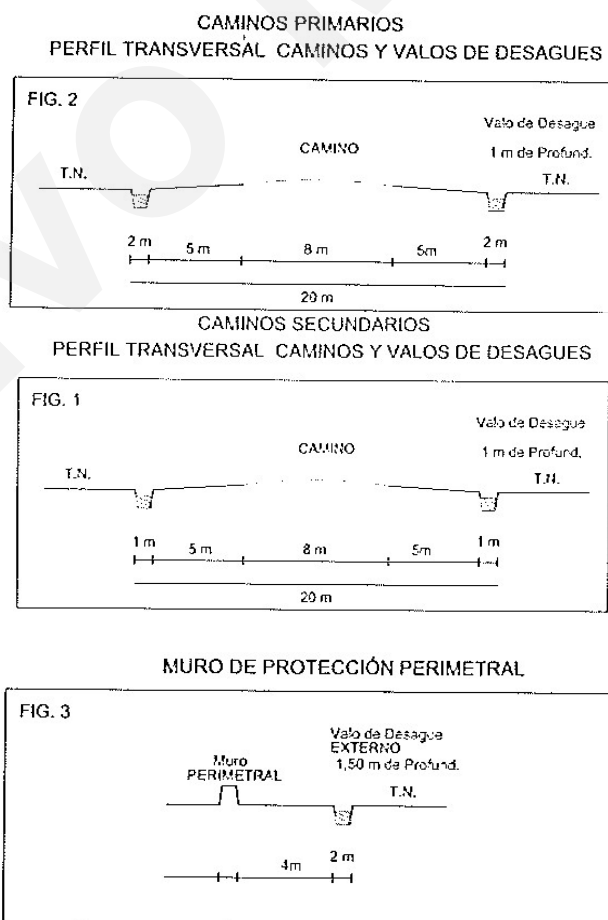 CAMINOS PRIMARIOS
PERFIL TRANSVERSAL CAMINOS Y VALOS DE DESAGUES
FIG. 2
Valo de Desague
CAMINO
1 m de Profund.
T.N.
T.N.
2 m
5 m
8 m
5m
2 m
20 m
CAMINOS SECUNDARIOS
PERFIL TRANSVERSAL CAMINOS Y VALOS DE DESAGUES
FIG. 1
Valo de Desague
CAMINO
1 m de Profund.
T.N.
T.N.
1 m
5 m
8 m
5m
1 m
20 m
MURO DE PROTECCIÓN PERIMETRAL
FIG. 3
Valo de Desague
EXTERNO
1,50 m de Profund.
Muro
PERIMETRAL
T.N.
4m
2 m